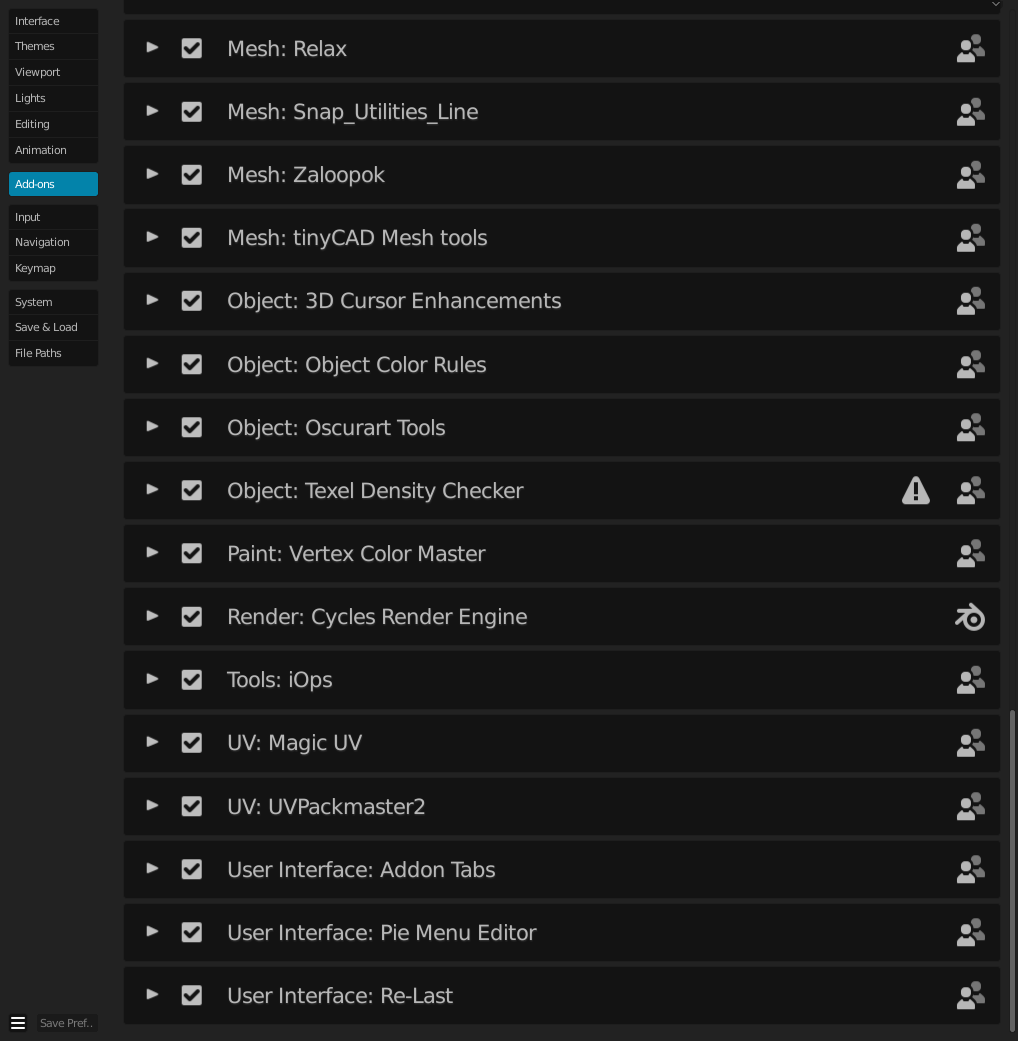 Interface
Themes
Viewport
Lights
Editing
Animation
Add-ons
Input
Navigation
Keymap
System
Save & Load
File Paths
Save Pref..
Mesh: Relax
Mesh: Snap_Utilities_Line
Mesh: Zaloopok
Mesh: tinyCAD Mesh tools
Object: 3D Cursor Enhancements
Object: Object Color Rules
Object: Oscurart Tools
Object: Texel Density Checker
Paint: Vertex Color Master
Render: Cycles Render Engine
Tools: iOps
UV: Magic UV
UV: UVPackmaster2
User Interface: Addon Tabs
User Interface: Pie Menu Editor
User Interface: Re-Last